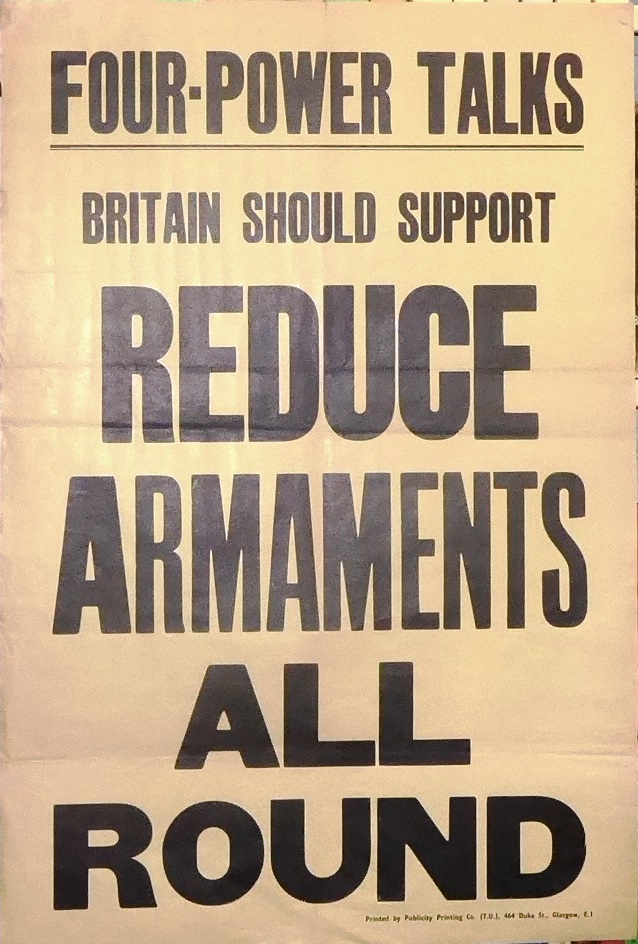 FOUR-POWER TALKS
BRITAIN SHOULD SUPPORT
REDUCE
ARMAMENTS
ALL
ROUND
Printed by Publicity Printing Co. (T.U.), 464 Duke St., Glasgow, E.1